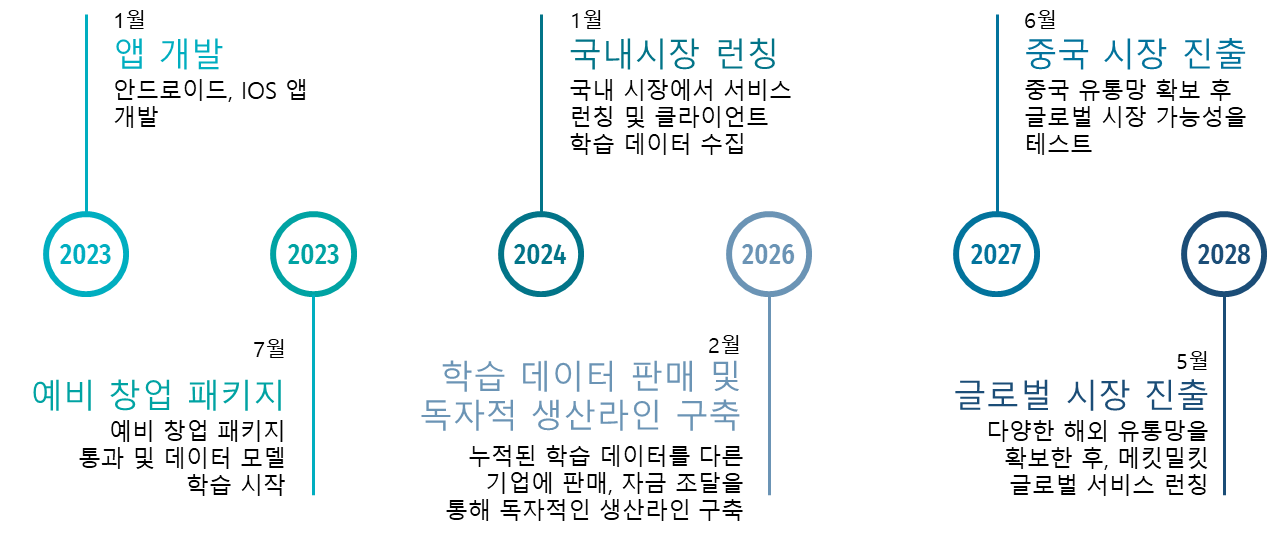 1월
앱 개발
안드로이드, IOS 앱
개발
2023
7월
예비 창업 패키지
예비 창업 패키지
통과 및 데이터 모델
학습 시작
2023
1월
국내시장 런칭
국내 시장에서 서비스
런칭 및 클라이언트
학습 데이터 수집
2024
2월
학습 데이터 판매 및
독자적 생산라인 구축
누적된 학습 데이터를 다른
기업에 판매, 자금 조달을
통해 독자적인 생산라인 구축
2026
6월
중국 시장 진출
중국 유통망 확보 후
글로벌 시장 가능성을
테스트
2027
5월
글로벌 시장 진출
다양한 해외 유통망을
확보한 후, 메킷밀킷
글로벌 서비스 런칭
2028